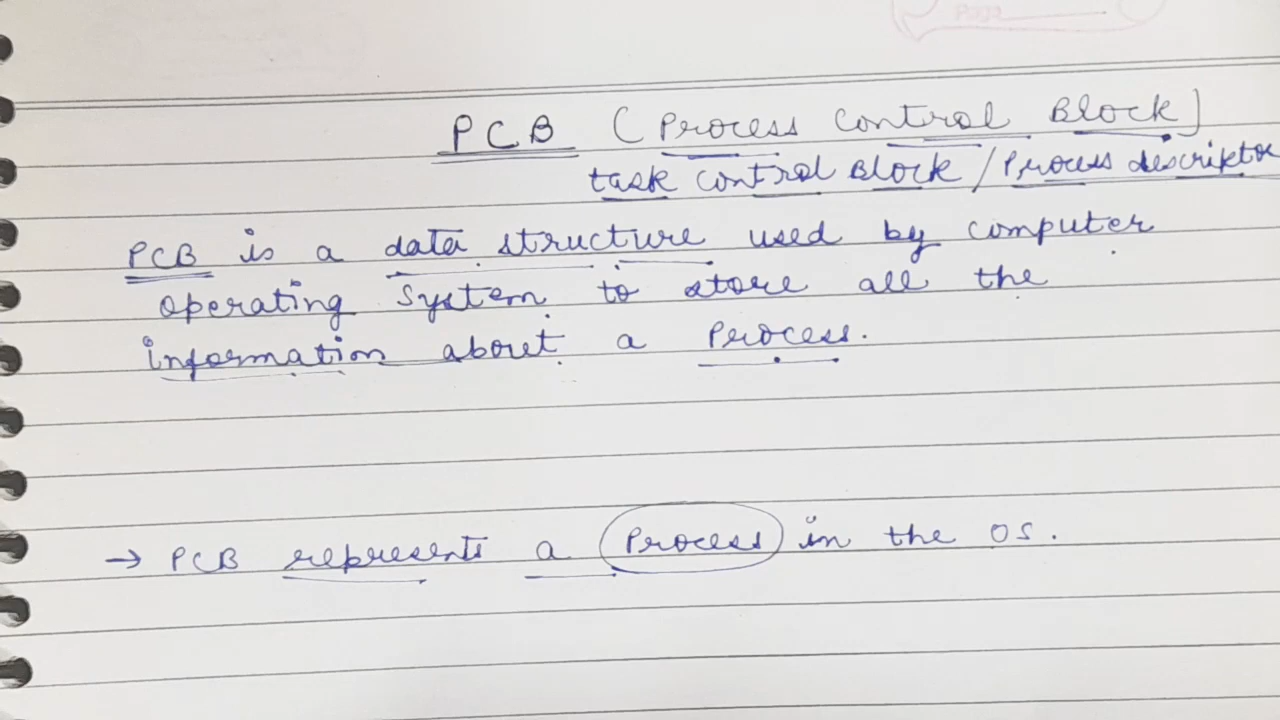 Page
PCB (Process Control Block)
task control Block / Process descriptor
PCB is a data structure used by computer
operating system to store all the
information about a Process.
→ PCB represents a Process in the OS.